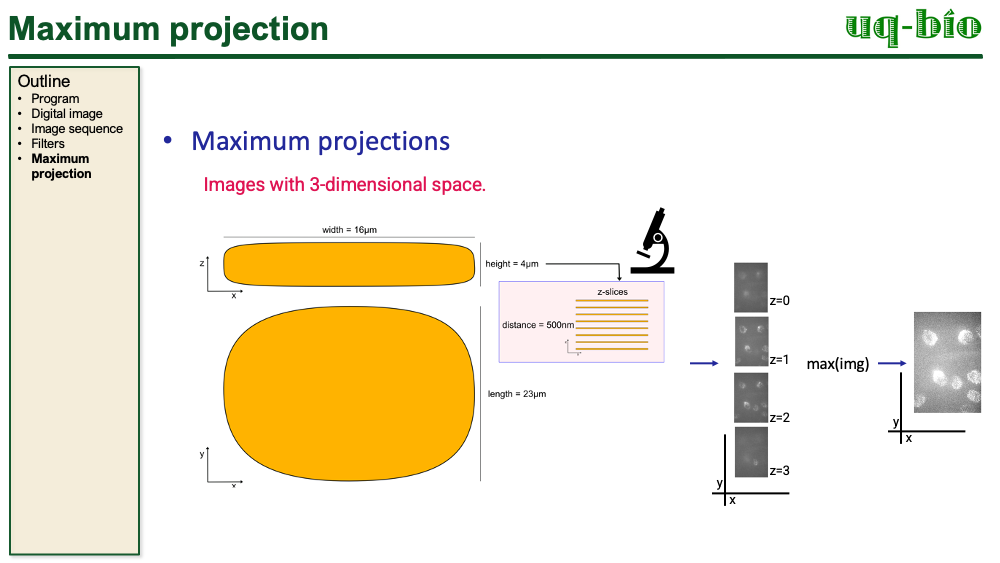 Maximum projection
uq-bio
Outline
• Program
• Digital image
• Image sequence
• Filters
• Maximum
projection
• Maximum projections
Images with 3-dimensional space.
width = 16µm
z
x
height = 4µm
z-slices
distance = 500nm
length = 23µm
y
x
z=0
z=1
z=2
z=3
y
x
max(img)
y
x